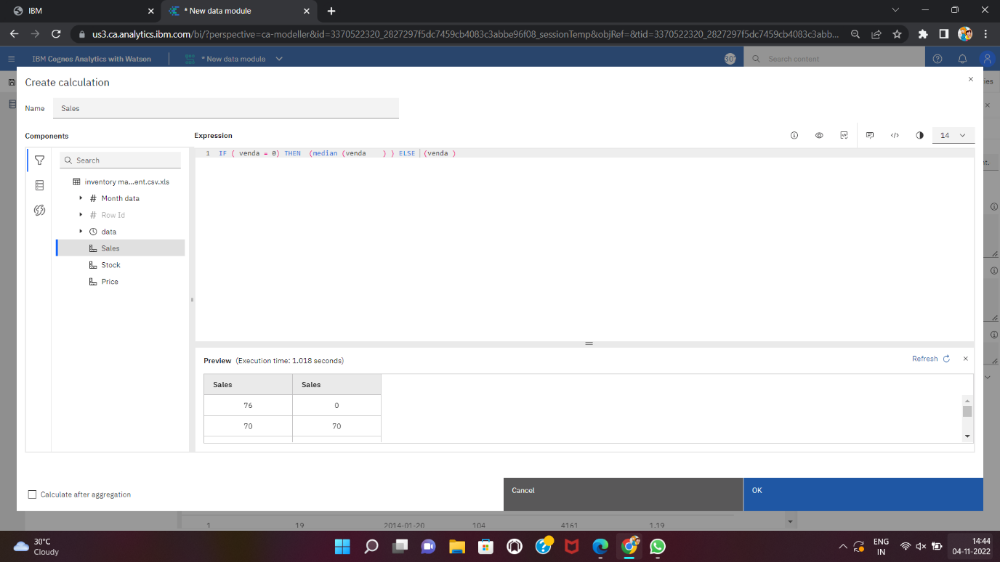 IBM
* New data module
us3.ca.analytics.ibm.com/bi/?perspective=ca-modeller&id=3370522320_2827297f5dc7459cb4083c3abbe96f08_sessionTemp&objRef=&tid=3370522320_2827297f5dc7459cb4083c3abb...
IBM Cognos Analytics with Watson
* New data module
30
Search content
Create calculation
ies
Name
Sales
Components
Expression
14
Search
1 IF ( venda = 0) THEN (median (venda ) ) ELSE (venda )
inventory ma...ent.csv.xls
# Month data
# Row Id
data
Sales
Stock
Price
Preview (Execution time: 1.018 seconds)
Refresh
Sales Sales
76 0
70 70
Calculate after aggregation
Cancel
OK
1 19 2014-01-20 104 4161 1.19
30°C
Cloudy
ENG
IN
14:44
04-11-2022